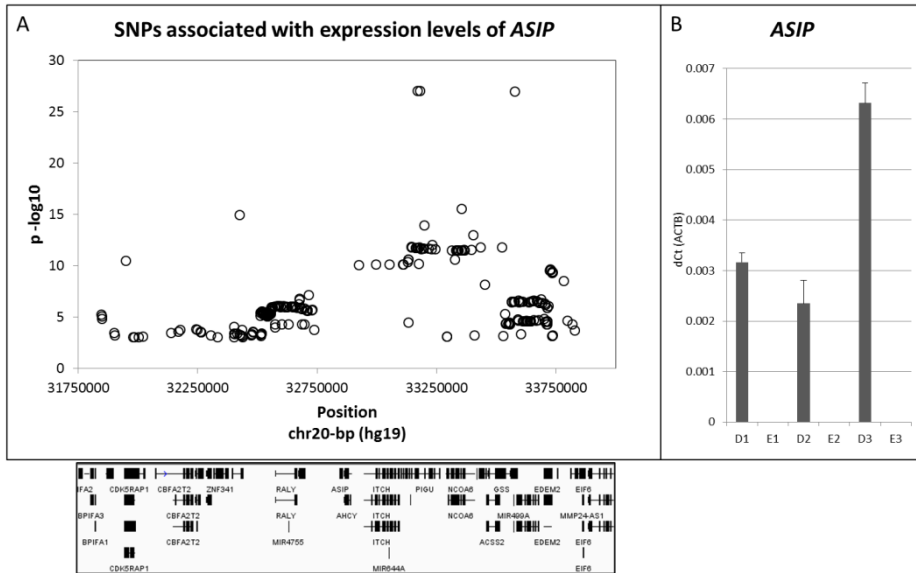 A
SNPs associated with expression levels of ASIP
30
25
20
15
10
5
0
p -log10
31750000 32250000 32750000 33250000 33750000
Position
chr20-bp (hg19)
B
ASIP
0.007
0.006
0.005
0.004
0.003
0.002
0.001
0
dCt (ACTB)
D1 E1 D2 E2 D3 E3
IFA2 CDK5RAP1 CBFA2T2 ZNF341 RALY ASIP ITCH PIGU NCOA6 GSS EDEM2 EIF6
BPIFA3 CBFA2T2 RALY AHCY ITCH NCOA6 MIR499A MMP24-AS1
BPIFA1 CBFA2T2 MIR4755 ITCH ACSS2 EDEM2 EIF6
CDK5RAP1 MIR644A EIF6